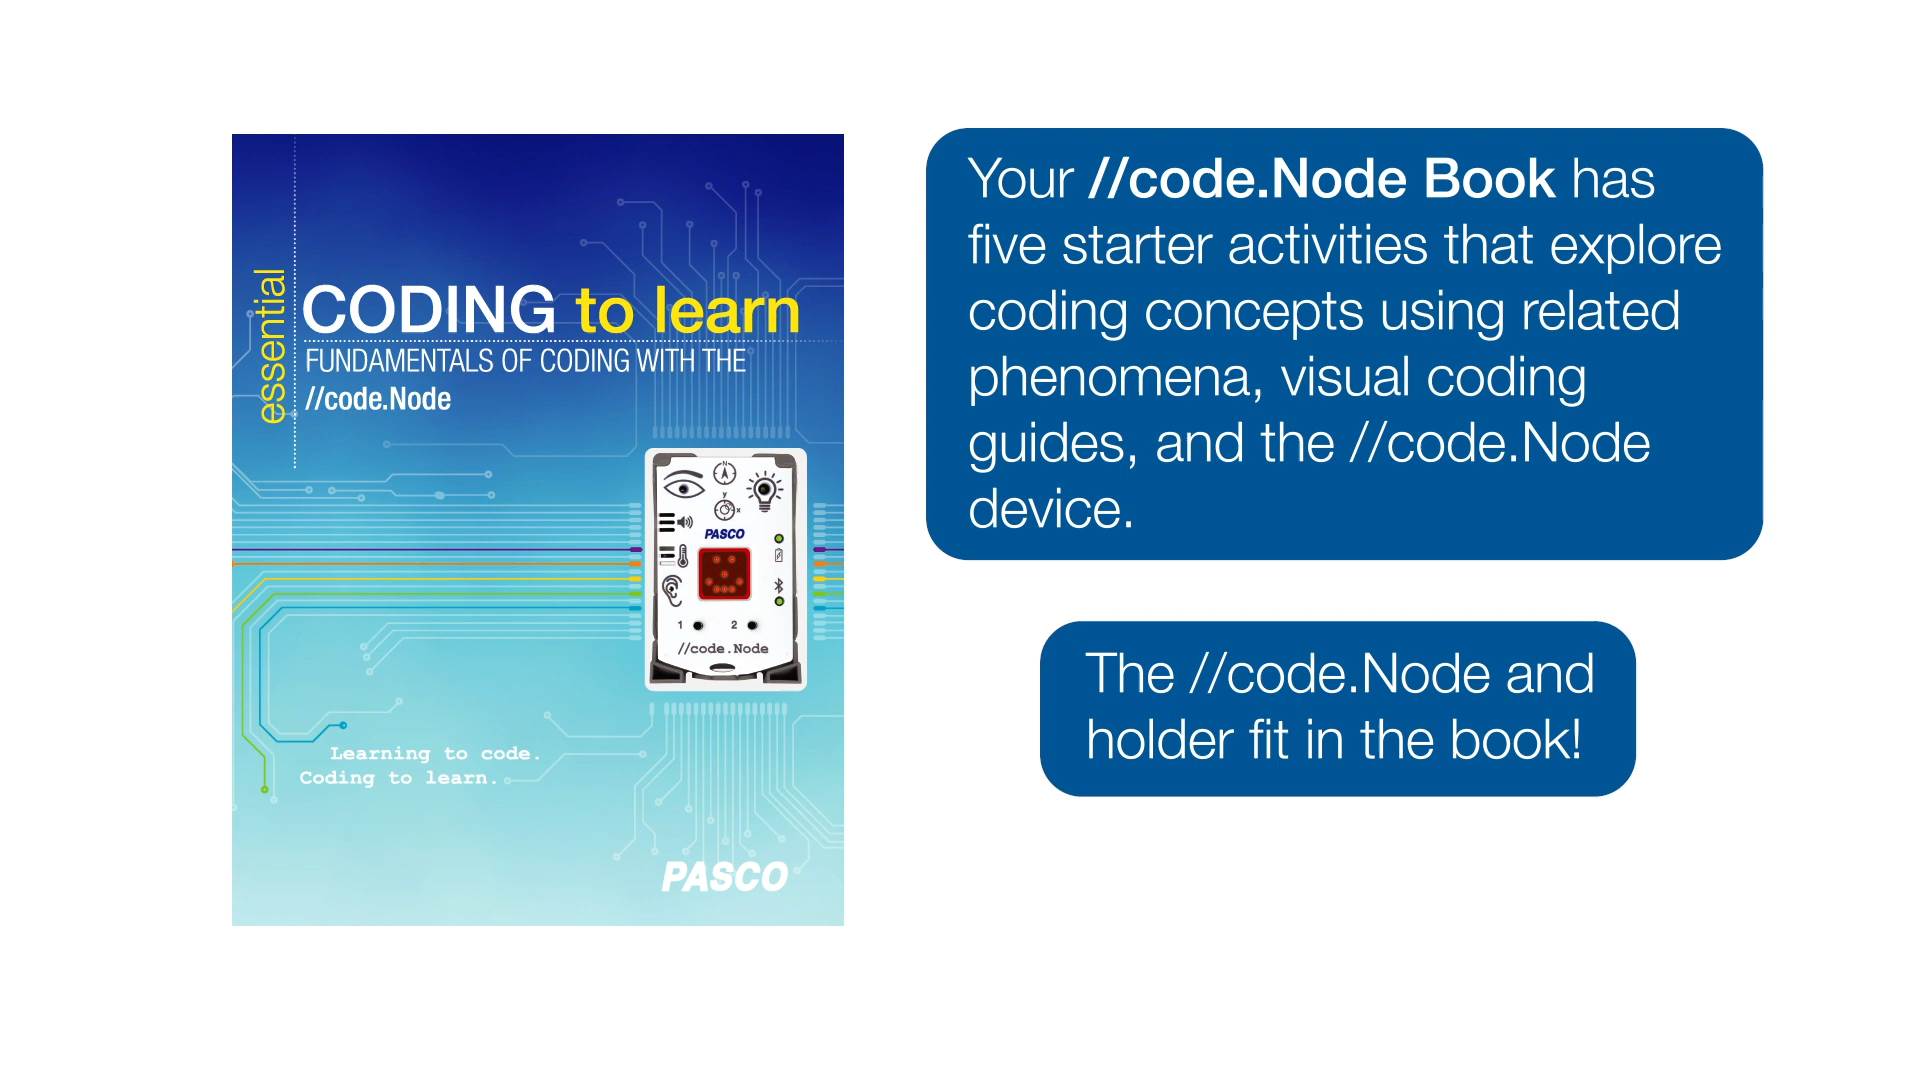 essential
CODING to learn
FUNDAMENTALS OF CODING WITH THE
//code.Node
N
y
x
PASCO
1 2
//code.Node
Learning to code.
Coding to learn.
PASCO
Your //code.Node Book has
five starter activities that explore
coding concepts using related
phenomena, visual coding
guides, and the //code.Node
device.
The //code.Node and
holder fit in the book!